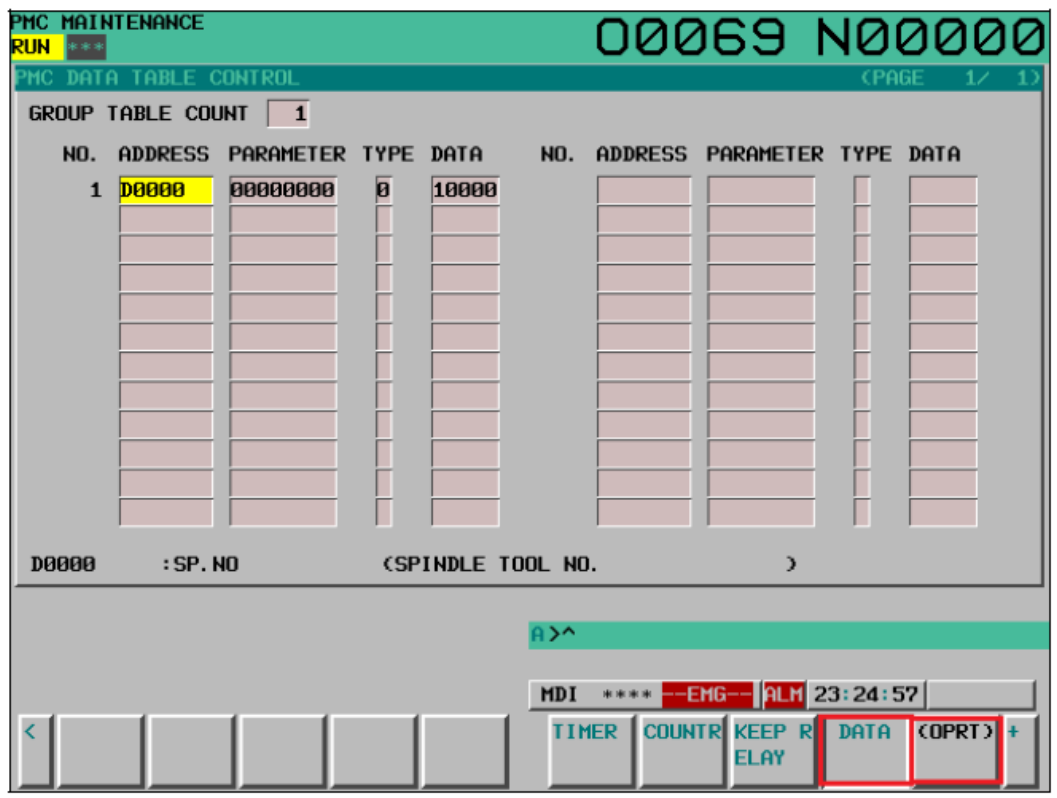 PMC MAINTENANCE
O0069 N00000
RUN ***
PMC DATA TABLE CONTROL (PAGE 1/ 1)
GROUP TABLE COUNT 1
NO. ADDRESS PARAMETER TYPE DATA NO. ADDRESS PARAMETER TYPE DATA
1 D0000 00000000 0 10000
D0000 :SP.NO (SPINDLE TOOL NO. )
A>^
MDI **** --EMG-- ALM 23:24:57
< TIMER COUNTR KEEP R DATA (OPRT) +
ELAY